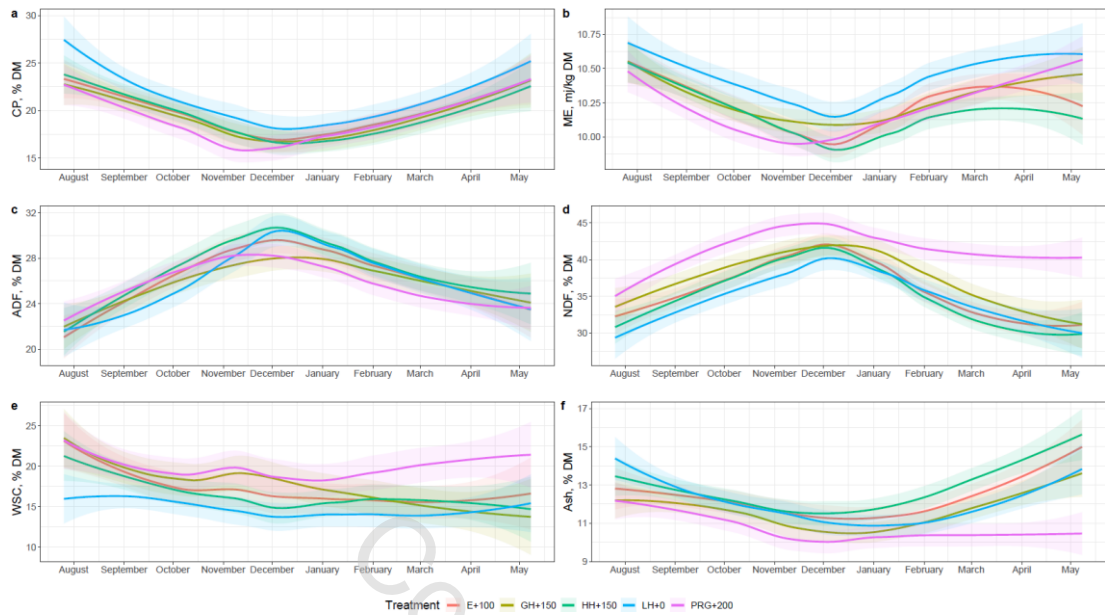 a
b
CP, % DM
30
25
20
15
August September October November December January February March April May
ME, mj/kg DM
10.75
10.50
10.25
10.00
August September October November December January February March April May
c
d
ADF, % DM
32
28
24
20
August September October November December January February March April May
NDF, % DM
45
40
35
30
August September October November December January February March April May
e
f
WSC, % DM
25
20
15
10
August September October November December January February March April May
Ash, % DM
17
15
13
11
9
August September October November December January February March April May
Treatment E+100 GH+150 HH+150 LH+0 PRG+200